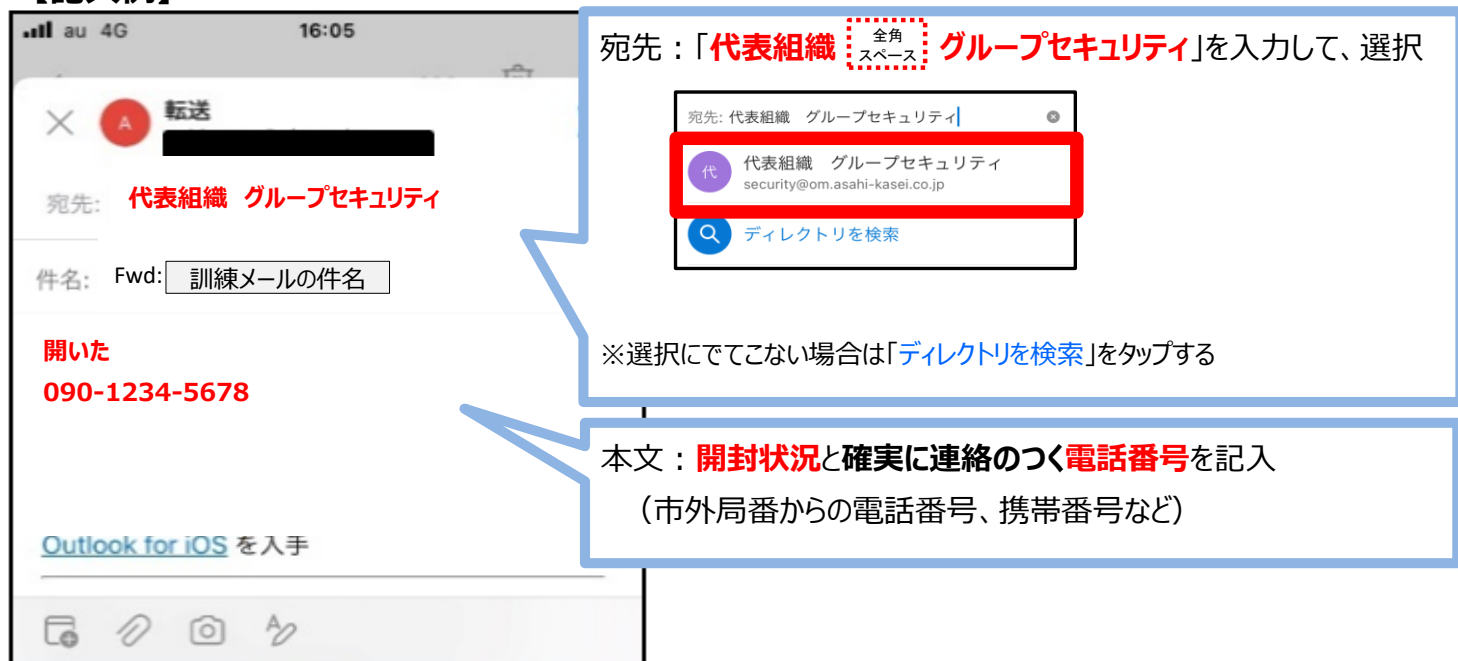 【記入例】
au 4G 16:05
転送
宛先: 代表組織 グループセキュリティ
件名: Fwd: 訓練メールの件名
開いた
090-1234-5678
Outlook for iOS を入手
宛先：「代表組織 全角スペース グループセキュリティ」を入力して、選択
宛先: 代表組織　グループセキュリティ
代
代表組織　グループセキュリティ
security@om.asahi-kasei.co.jp
ディレクトリを検索
※選択にでてこない場合は「ディレクトリを検索」をタップする
本文：開封状況と確実に連絡のつく電話番号を記入
（市外局番からの電話番号、携帯番号など）